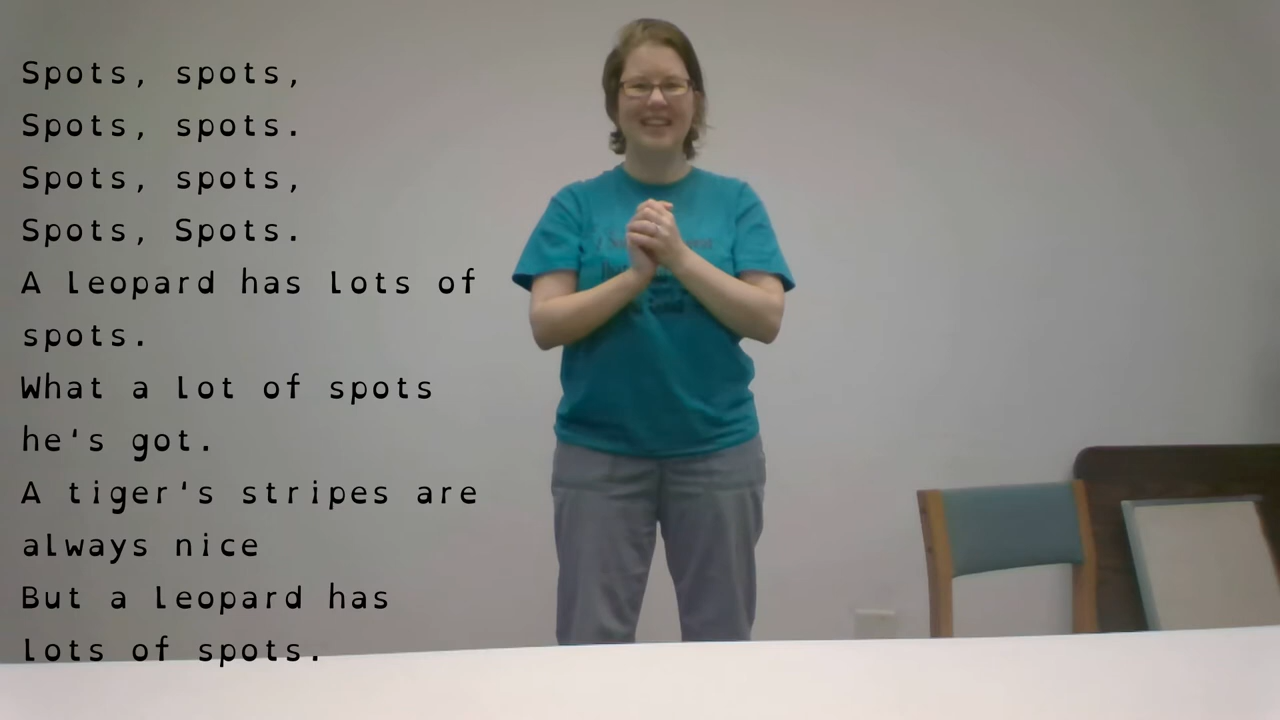 Spots, spots,
Spots, spots.
Spots, spots,
Spots, Spots.
A leopard has lots of
spots.
What a lot of spots
he's got.
A tiger's stripes are
always nice
But a leopard has
lots of spots.